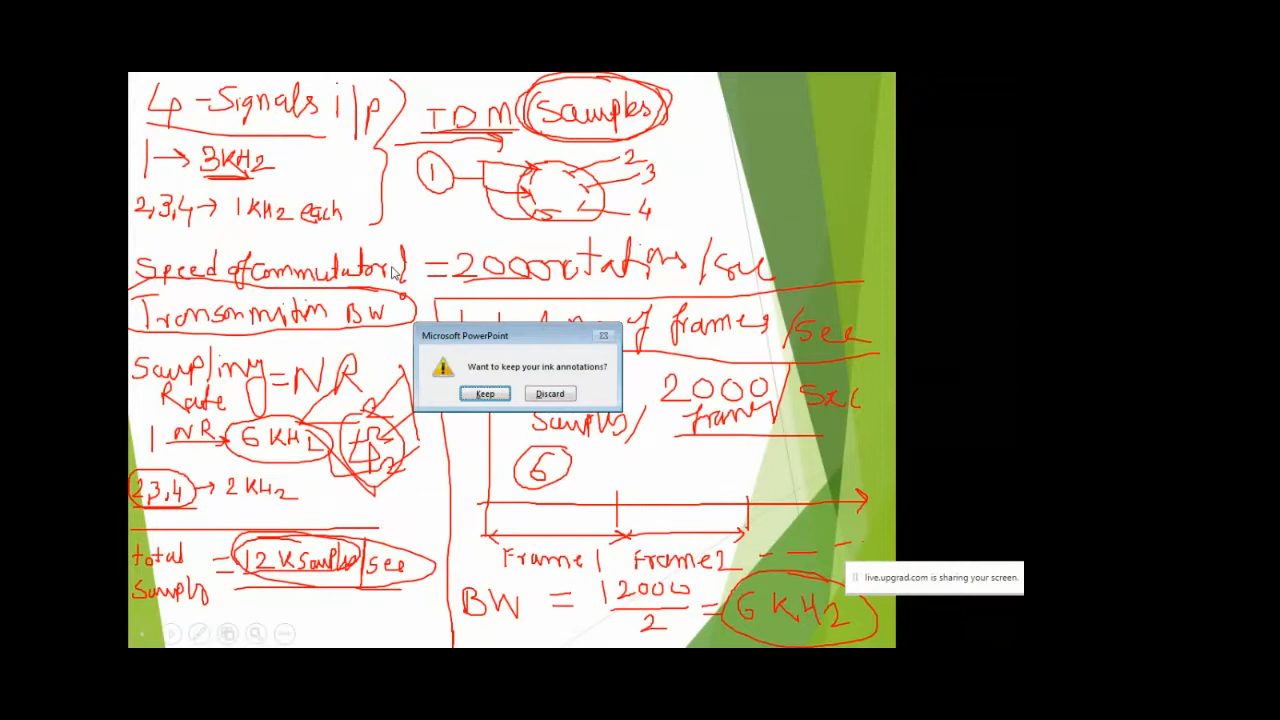 4 - Signals i/p
TDM Samples
1 → 3KHz
2,3,4 → 1KHz each
1
2
3
4
Speed of commutator = 2000 rotations/sec
Transmmitin BW
of frames /sec
Microsoft PowerPoint
Want to keep your ink annotations?
Keep
Discard
Sampling Rate = NR
2000 frames/sec
Samples/
6
1 NR→ 6 KHz
2,3,4 → 2 KHz
total samples = 12 K Samples/sec
Frame 1
Frame 2 - - -
BW = 12000/2 = 6 KHz
live.upgrad.com is sharing your screen.